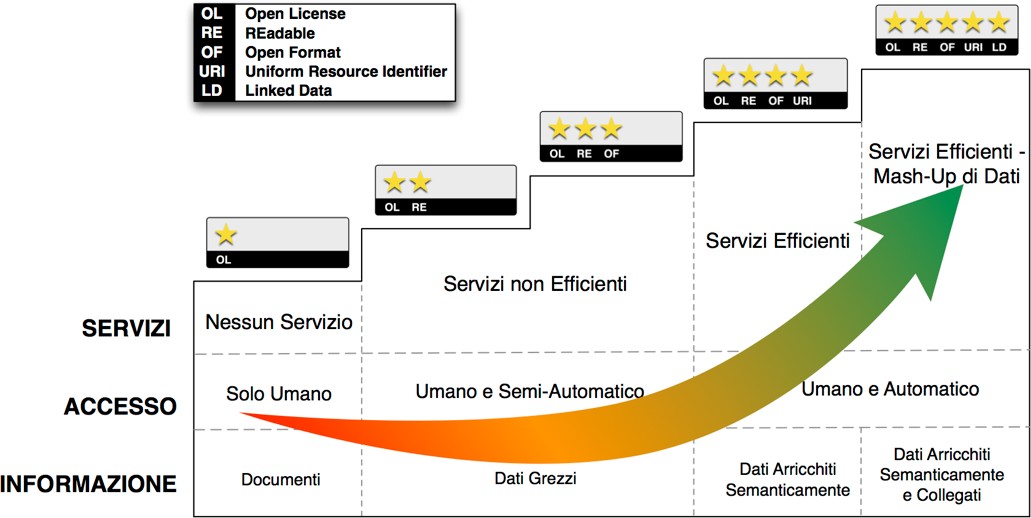 OL Open License
RE REadable
OF Open Format
URI Uniform Resource Identifier
LD Linked Data
OL
OL RE
OL RE OF
OL RE OF URI
OL RE OF URI LD
SERVIZI
Nessun Servizio
Servizi non Efficienti
Servizi Efficienti
Servizi Efficienti -
Mash-Up di Dati
ACCESSO
Solo Umano
Umano e Semi-Automatico
Umano e Automatico
INFORMAZIONE
Documenti
Dati Grezzi
Dati Arricchiti
Semanticamente
Dati Arricchiti
Semanticamente
e Collegati